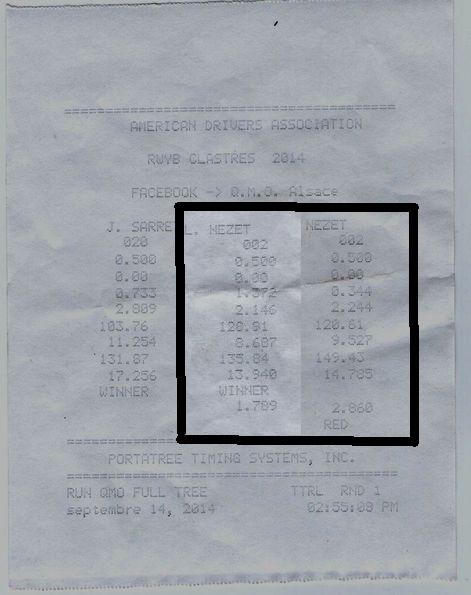 ================================
AMERICAN DRIVERS ASSOCIATION
RWYB CLASTRES 2014
FACEBOOK -> Q.M.O. Alsace
J. SARRE L. NEZET NEZET
020 002 002
0.500 0.500 0.500
0.00 0.00 0.00
0.733 1.372 0.344
2.809 2.146 2.244
103.76 120.81 120.81
11.254 8.687 9.527
131.87 135.84 149.43
17.256 13.940 14.785
WINNER WINNER
1.789 2.860
RED
================================
PORTATREE TIMING SYSTEMS, INC.
================================
RUN QMO FULL TREE TTRL RND 1
septembre 14, 2014 02:55:08 PM